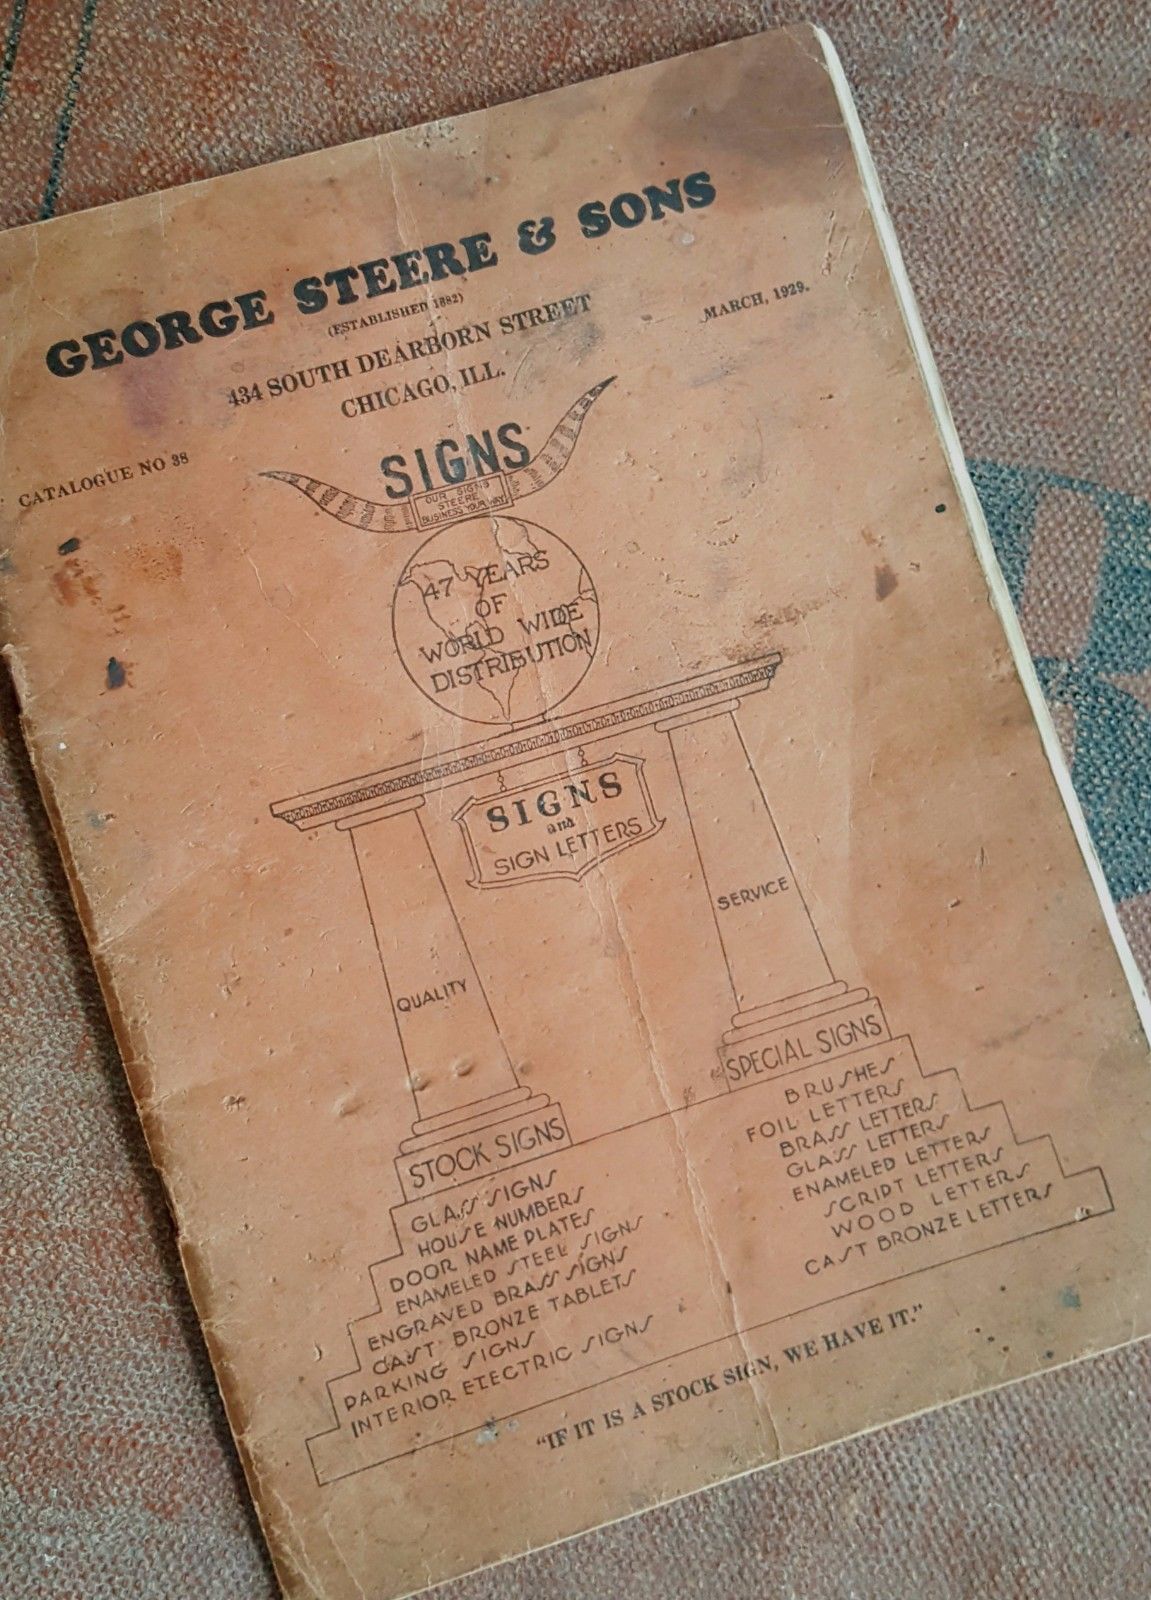 GEORGE STEERE & SONS
(ESTABLISHED 1882)
434 SOUTH DEARBORN STREET
MARCH, 1929.
CHICAGO, ILL.
CATALOGUE NO 38
SIGNS
OUR SIGNS
STEERE
BUSINESS YOUR WAY
47 YEARS
OF
WORLD WIDE
DISTRIBUTION
SIGNS
and
SIGN LETTERS
QUALITY
SERVICE
STOCK SIGNS
GLASS SIGNS
HOUSE NUMBERS
DOOR NAME PLATES
ENAMELED STEEL SIGNS
ENGRAVED BRASS SIGNS
CAST BRONZE TABLETS
PARKING SIGNS
INTERIOR ELECTRIC SIGNS
SPECIAL SIGNS
BRUSHES
FOIL LETTERS
BRASS LETTERS
GLASS LETTERS
ENAMELED LETTERS
SCRIPT LETTERS
WOOD LETTERS
CAST BRONZE LETTERS
"IF IT IS A STOCK SIGN, WE HAVE IT."